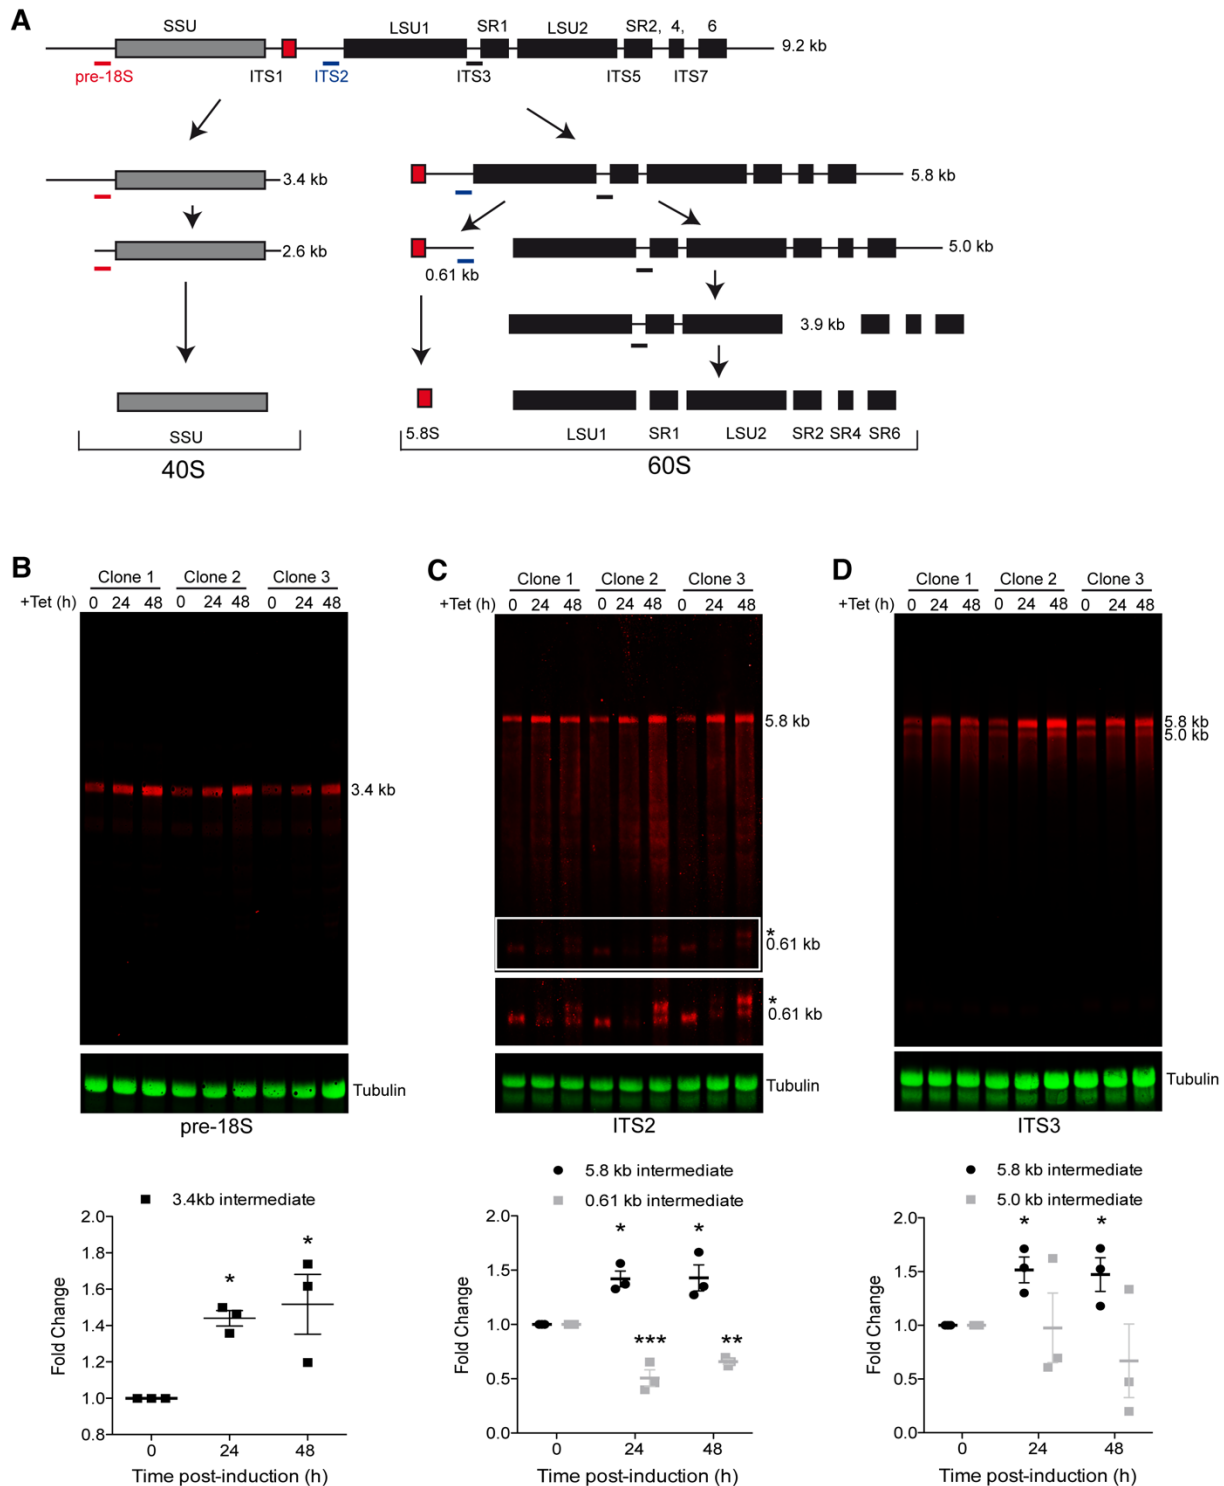 A
SSU LSU1 SR1 LSU2 SR2, 4, 6
9.2 kb
pre-18S ITS1 ITS2 ITS3 ITS5 ITS7
3.4 kb 5.8 kb
2.6 kb 0.61 kb 5.0 kb
3.9 kb
SSU 5.8S LSU1 SR1 LSU2 SR2 SR4 SR6
40S 60S
B
Clone 1 Clone 2 Clone 3
+Tet (h) 0 24 48 0 24 48 0 24 48
3.4 kb
Tubulin
pre-18S
3.4kb intermediate
Fold Change
2.0
1.8
1.6
1.4
1.2
1.0
0.8
* *
0 24 48
Time post-induction (h)
C
Clone 1 Clone 2 Clone 3
+Tet (h) 0 24 48 0 24 48 0 24 48
5.8 kb
*
0.61 kb
*
0.61 kb
Tubulin
ITS2
5.8 kb intermediate
0.61 kb intermediate
Fold Change
2.0
1.5
1.0
0.5
0.0
* *
*** **
0 24 48
Time post-induction (h)
D
Clone 1 Clone 2 Clone 3
+Tet (h) 0 24 48 0 24 48 0 24 48
5.8 kb
5.0 kb
Tubulin
ITS3
5.8 kb intermediate
5.0 kb intermediate
Fold Change
2.0
1.5
1.0
0.5
0.0
* *
0 24 48
Time post-induction (h)